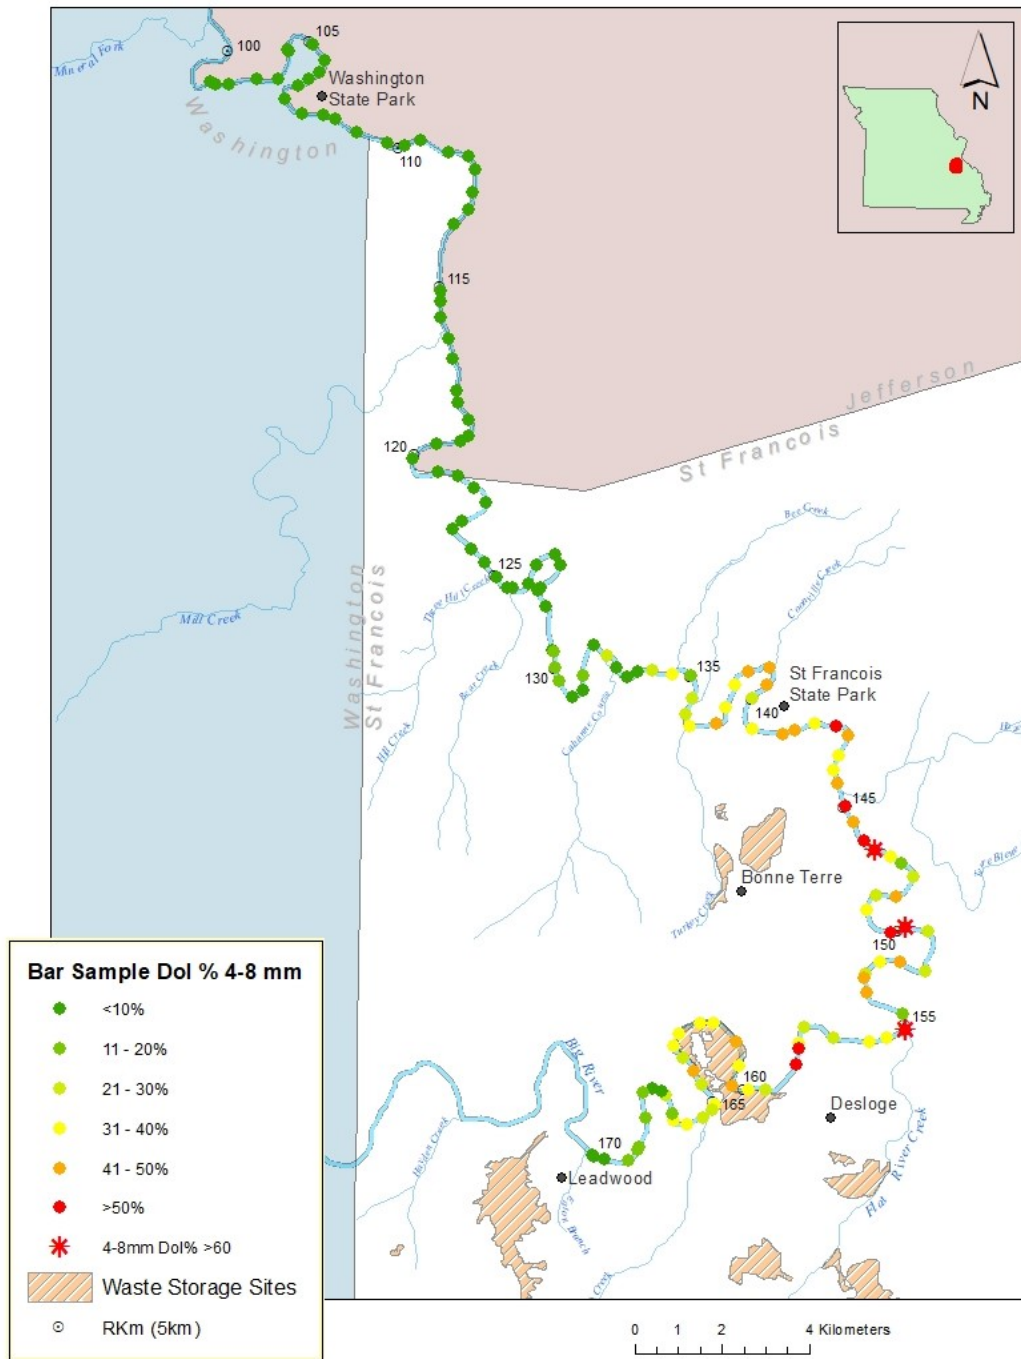 100
105
Mineral Fork
Washington
State Park
Washington
110
N
115
Jefferson
St Francois
120
Bee Creek
Coonville Creek
125
Three Hill Creek
Mill Creek
Washington
St Francois
Bear Creek
130
135
St Francois
State Park
140
Hill Creek
Cabanne Course
145
Bonne Terre
Turkey Creek
150
155
Big River
160
165
Desloge
Flat River Creek
170
Leadwood
Eaton Branch
Creek
Bar Sample Dol % 4-8 mm
<10%
11 - 20%
21 - 30%
31 - 40%
41 - 50%
>50%
4-8mm Dol% >60
Waste Storage Sites
RKm (5km)
0 1 2 4 Kilometers